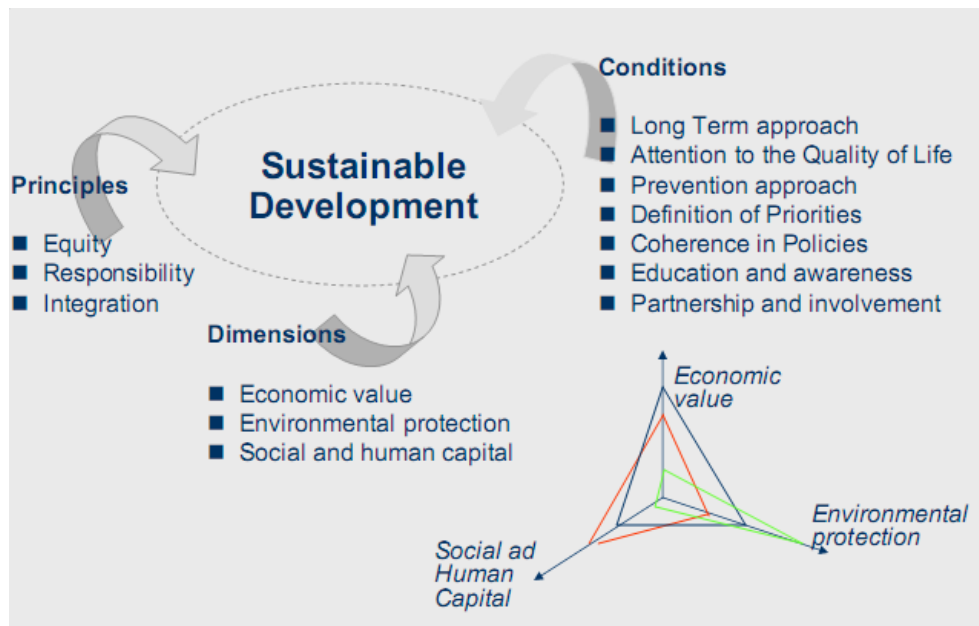 Conditions
■ Long Term approach
■ Attention to the Quality of Life
■ Prevention approach
■ Definition of Priorities
■ Coherence in Policies
■ Education and awareness
■ Partnership and involvement
Sustainable
Development
Principles
■ Equity
■ Responsibility
■ Integration
Dimensions
■ Economic value
■ Environmental protection
■ Social and human capital
Economic
value
Environmental
protection
Social ad
Human
Capital